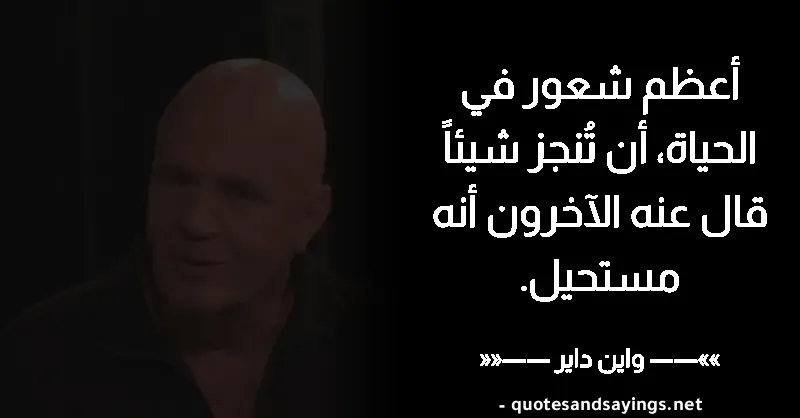 أعظم شعور في
الحياة، أن تُنجز شيئاً
قال عنه الآخرون أنه
مستحيل.
»»—— واين داير ——««
- quotesandsayings.net